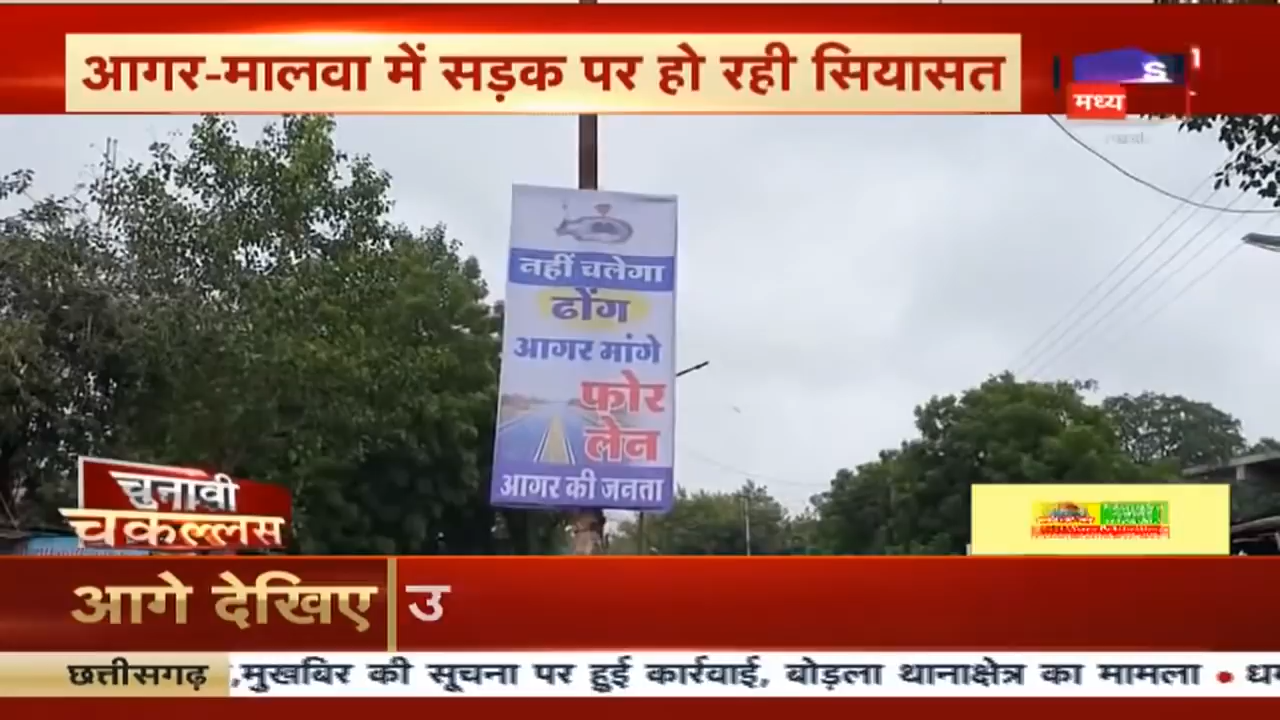 आगर-मालवा में सड़क पर हो रही सियासत
S
मध्य
नहीं चलेगा
ढोंग
आगर मांगे
फोर
लेन
आगर की जनता
चुनावी
चकल्लस
आगे देखिए उ
छत्तीसगढ़ ,मुखबिर की सूचना पर हुई कार्रवाई, बोड़ला थानाक्षेत्र का मामला • धम